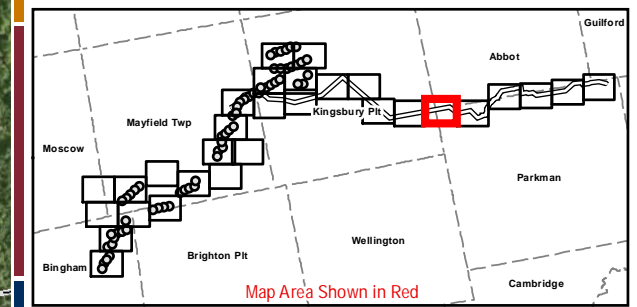 Guilford
Abbot
Mayfield Twp
Kingsbury Plt
Moscow
Parkman
Wellington
Brighton Plt
Bingham
Cambridge
Map Area Shown in Red